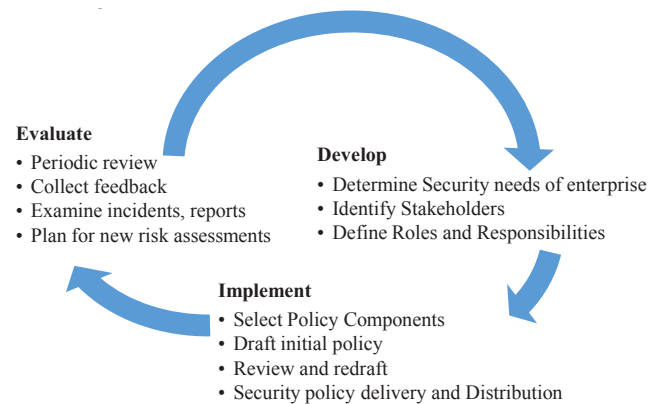 Evaluate
• Periodic review
• Collect feedback
• Examine incidents, reports
• Plan for new risk assessments
Develop
• Determine Security needs of enterprise
• Identify Stakeholders
• Define Roles and Responsibilities
Implement
• Select Policy Components
• Draft initial policy
• Review and redraft
• Security policy delivery and Distribution